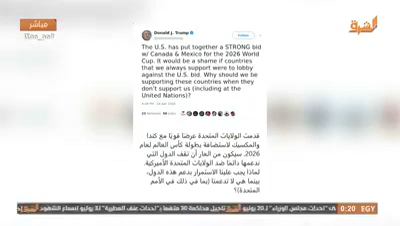 مباشر
الشرق
Donald J. Trump
Follow
The U.S. has put together a STRONG bid
w/ Canada & Mexico for the 2026 World
Cup. It would be a shame if countries
that we always support were to lobby
against the U.S. bid. Why should we be
supporting these countries when they
don't support us (including at the
United Nations)?
قدمت الولايات المتحدة عرضا قويا مع كندا
والمكسيك لاستضافة بطولة كأس العالم لعام
2026. سيكون من العار أن تقف الدول التي
ندعمها دائما ضد الولايات المتحدة الأمريكية.
لماذا يجب علينا الاستمرار بدعم هذه الدول،
بينما هي لا تدعمنا (بما في ذلك في الأمم
المتحدة)؟
0:20 EGY